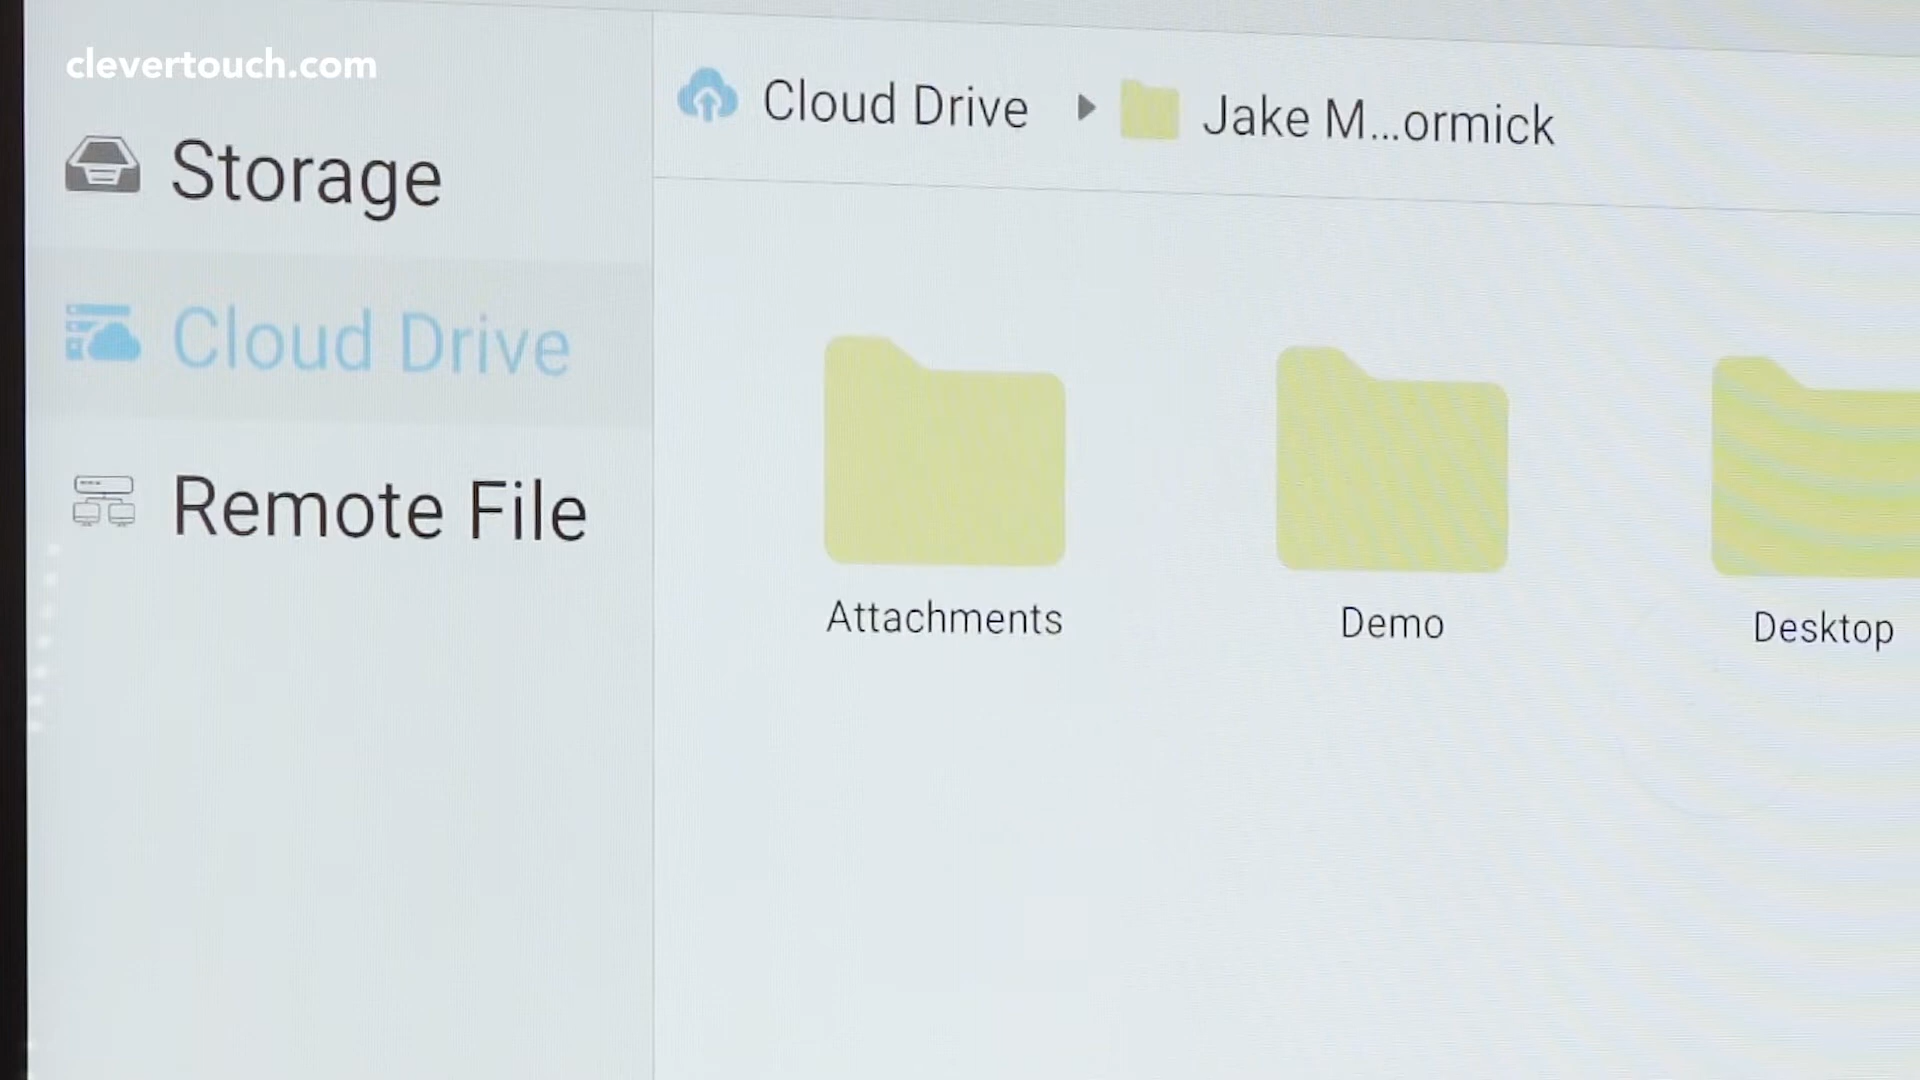 clevertouch.com
Storage
Cloud Drive
Remote File
Cloud Drive
Jake M...ormick
Attachments
Demo
Desktop